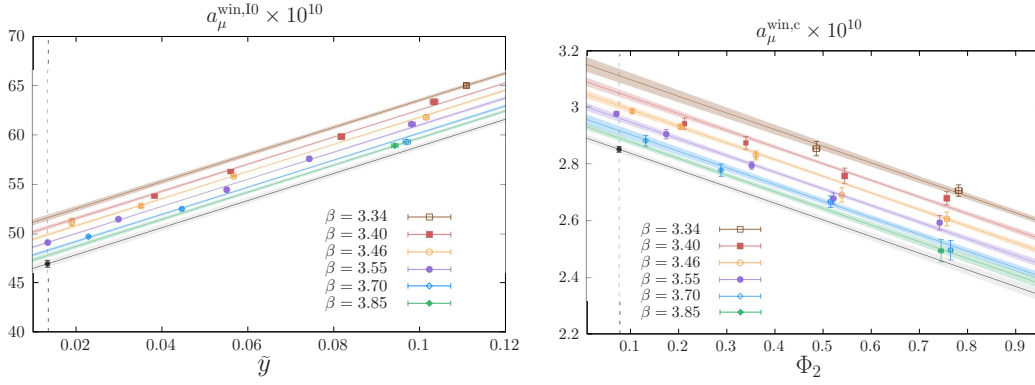 a_μ^{win,I0} × 10^{10}
70
65
60
55
50
45
40
0.02 0.04 0.06 0.08 0.1 0.12
ỹ
β = 3.34
β = 3.40
β = 3.46
β = 3.55
β = 3.70
β = 3.85
a_μ^{win,c} × 10^{10}
3.2
3
2.8
2.6
2.4
2.2
0.1 0.2 0.3 0.4 0.5 0.6 0.7 0.8 0.9
Φ_2
β = 3.34
β = 3.40
β = 3.46
β = 3.55
β = 3.70
β = 3.85